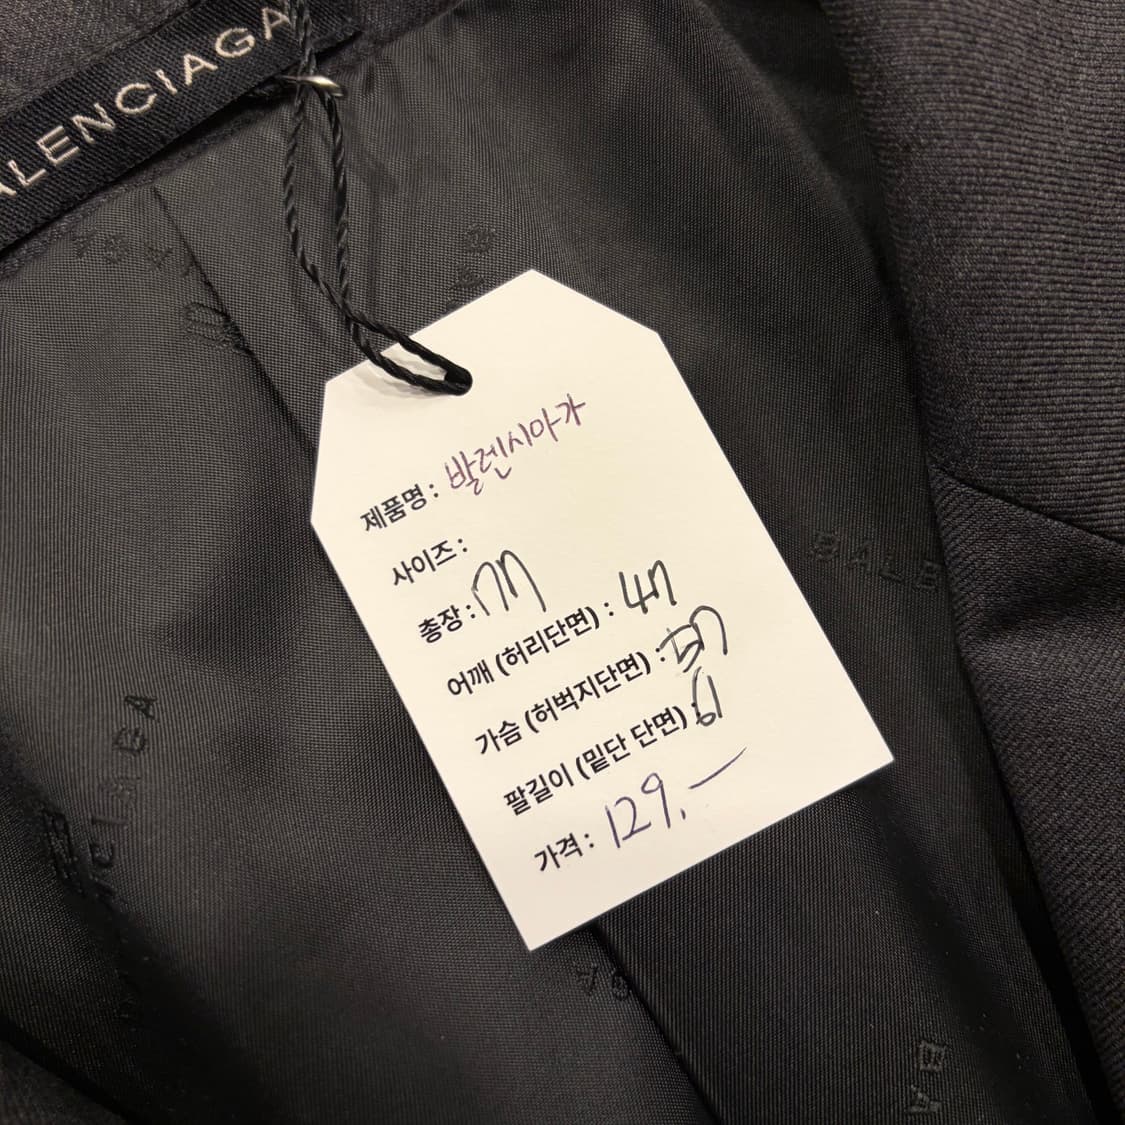 BALENCIAGA
제품명 : 발렌시아가
사이즈 :
총장 : 77
어깨 (허리단면) : 47
가슴 (허벅지단면) : 57
팔길이 (밑단 단면) : 61
가격 : 129,-